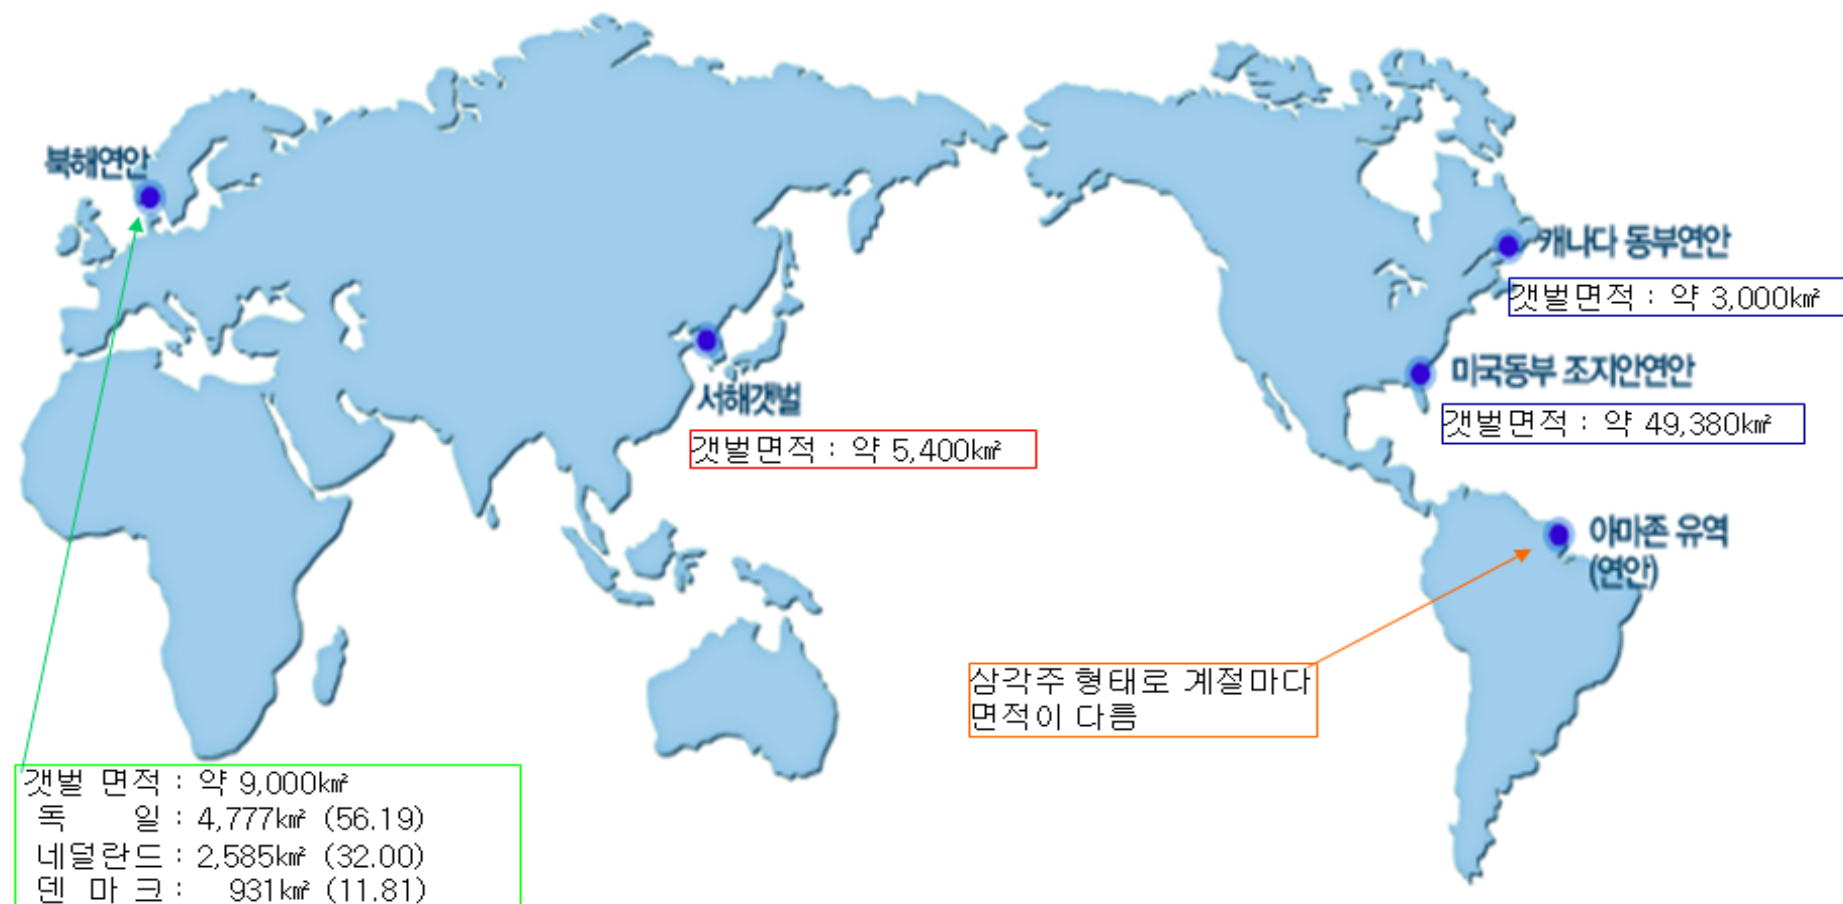 북해연안
캐나다 동부연안
갯벌면적 : 약 3,000㎢
미국동부 조지안연안
갯벌면적 : 약 49,380㎢
서해갯벌
갯벌면적 : 약 5,400㎢
아마존 유역
(연안)
삼각주 형태로 계절마다
면적이 다름
갯벌 면적 : 약 9,000㎢
독 일 : 4,777㎢ (56.19)
네덜란드 : 2,585㎢ (32.00)
덴 마 크 : 931㎢ (11.81)